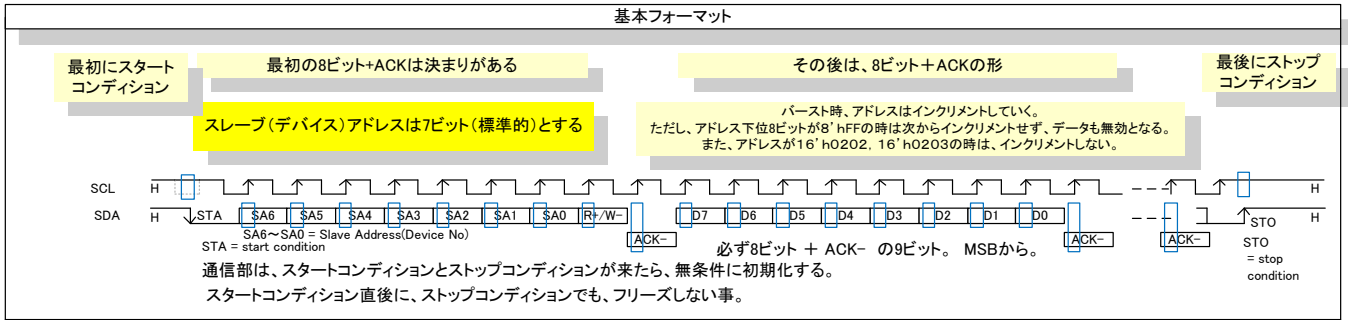 基本フォーマット
最初にスタート
コンディション
最初の8ビット+ACKは決まりがある
その後は、8ビット＋ACKの形
最後にストップ
コンディション
スレーブ（デバイス）アドレスは7ビット（標準的）とする
バースト時、アドレスはインクリメントしていく。
ただし、アドレス下位8ビットが8'hFFの時は次からインクリメントせず、データも無効となる。
また、アドレスが16'h0202, 16'h0203の時は、インクリメントしない。
SCL H H
SDA H STA SA6 SA5 SA4 SA3 SA2 SA1 SA0 R+/W- D7 D6 D5 D4 D3 D2 D1 D0 STO H
ACK- ACK- ACK-
SA6～SA0 = Slave Address(Device No)
STA = start condition
必ず8ビット ＋ ACK- の9ビット。 MSBから。
STO
= stop
condition
通信部は、スタートコンディションとストップコンディションが来たら、無条件に初期化する。
スタートコンディション直後に、ストップコンディションでも、フリーズしない事。